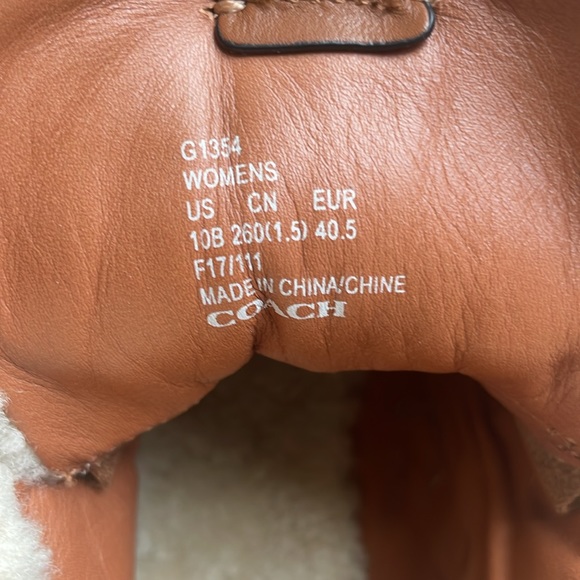 G1354
WOMENS
US CN EUR
10B 260(1.5) 40.5
F17/111
MADE IN CHINA/CHINE
COACH